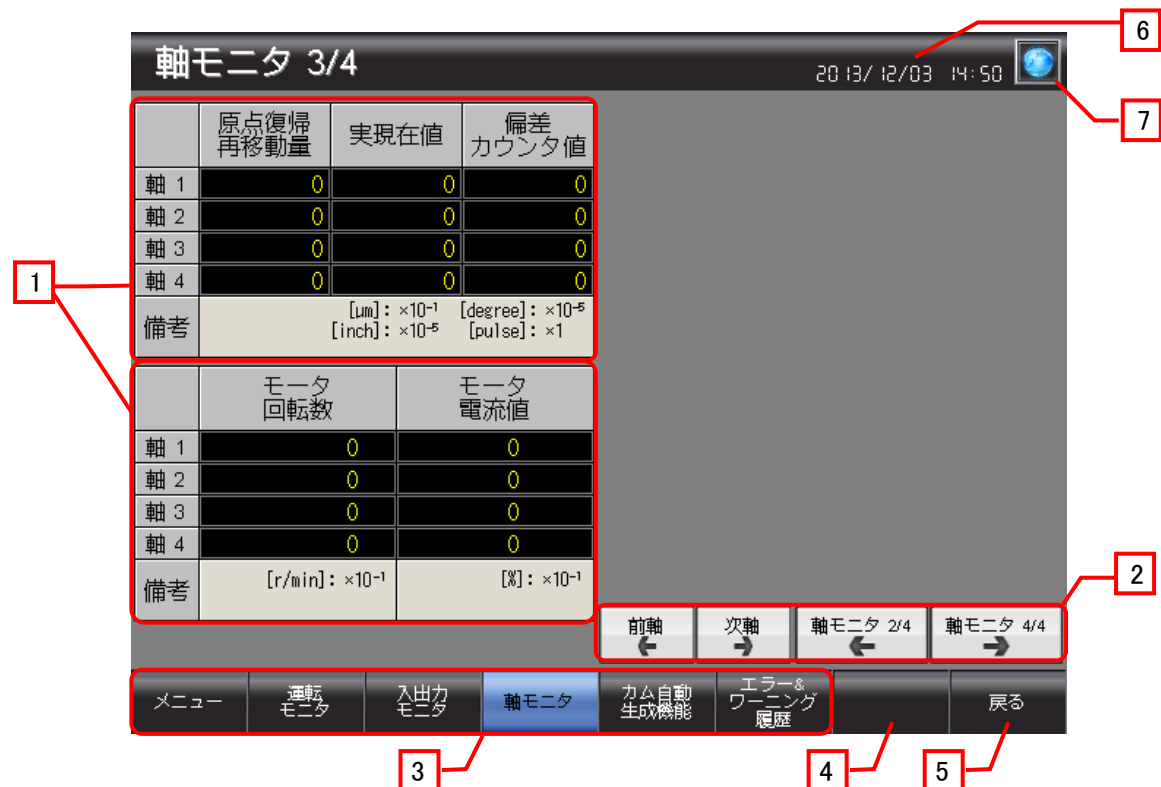 6
軸モニタ 3/4
2013/12/03 14:50
7
原点復帰
再移動量
実現在値
偏差
カウンタ値
軸 1 0 0 0
軸 2 0 0 0
軸 3 0 0 0
軸 4 0 0 0
1
備考
[μm]: ×10⁻¹ [degree]: ×10⁻⁵
[inch]: ×10⁻⁵ [pulse]: ×1
モータ
回転数
モータ
電流値
軸 1 0 0
軸 2 0 0
軸 3 0 0
軸 4 0 0
備考 [r/min]: ×10⁻¹ [%]: ×10⁻¹
2
前軸
次軸
軸モニタ 2/4
軸モニタ 4/4
メニュー
運転
モニタ
入出力
モニタ
軸モニタ
カム自動
生成機能
エラー&
ワーニング
履歴
戻る
3
4
5